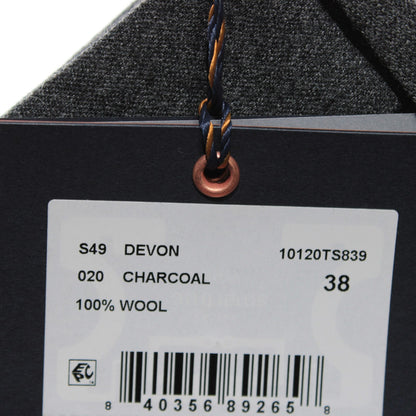 S49 DEVON 10120TS839
020 CHARCOAL 38
100% WOOL
8 40356 89265 8